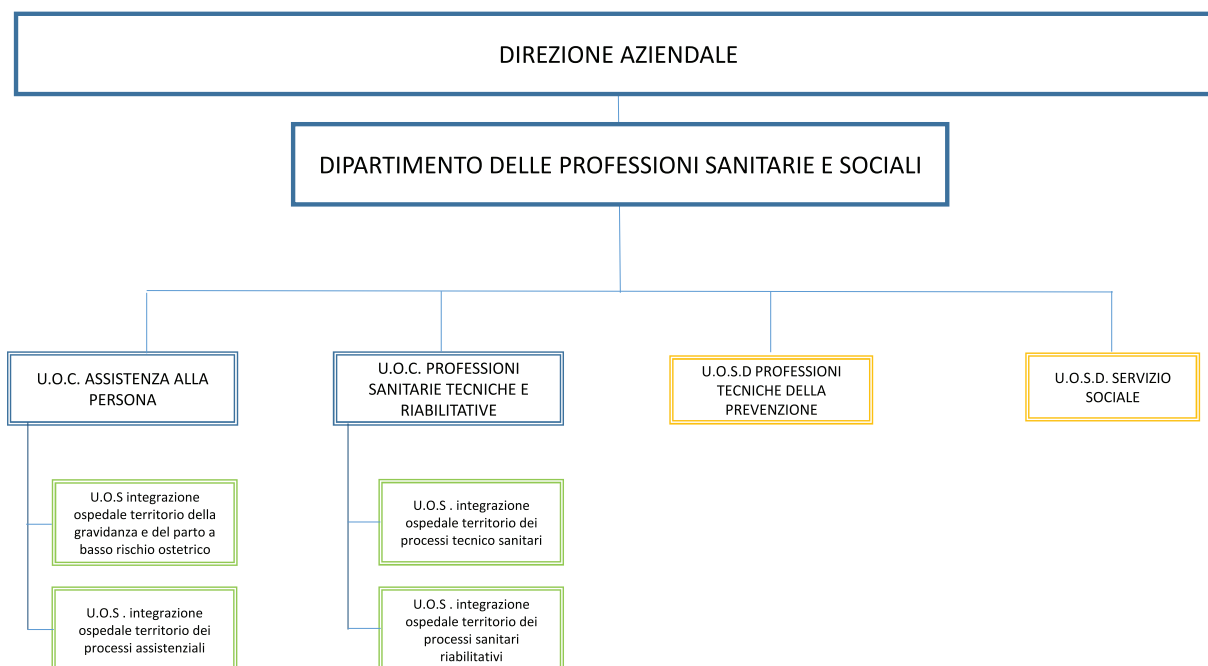 DIREZIONE AZIENDALE
DIPARTIMENTO DELLE PROFESSIONI SANITARIE E SOCIALI
U.O.C. ASSISTENZA ALLA
PERSONA
U.O.C. PROFESSIONI
SANITARIE TECNICHE E
RIABILITATIVE
U.O.S.D PROFESSIONI
TECNICHE DELLA
PREVENZIONE
U.O.S.D. SERVIZIO
SOCIALE
U.O.S integrazione
ospedale territorio della
gravidanza e del parto a
basso rischio ostetrico
U.O.S . integrazione
ospedale territorio dei
processi tecnico sanitari
U.O.S . integrazione
ospedale territorio dei
processi assistenziali
U.O.S . integrazione
ospedale territorio dei
processi sanitari
riabilitativi